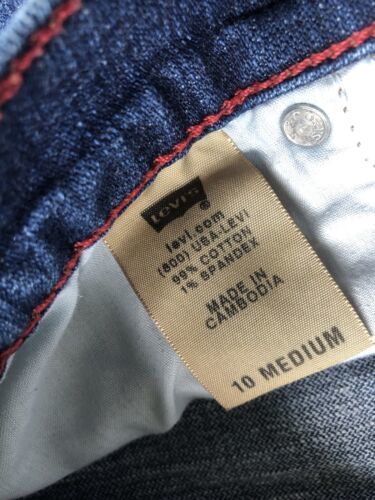 Levi's
®
levi.com
(800) USA-LEVI
99% COTTON
1% SPANDEX
MADE IN
CAMBODIA
10 MEDIUM